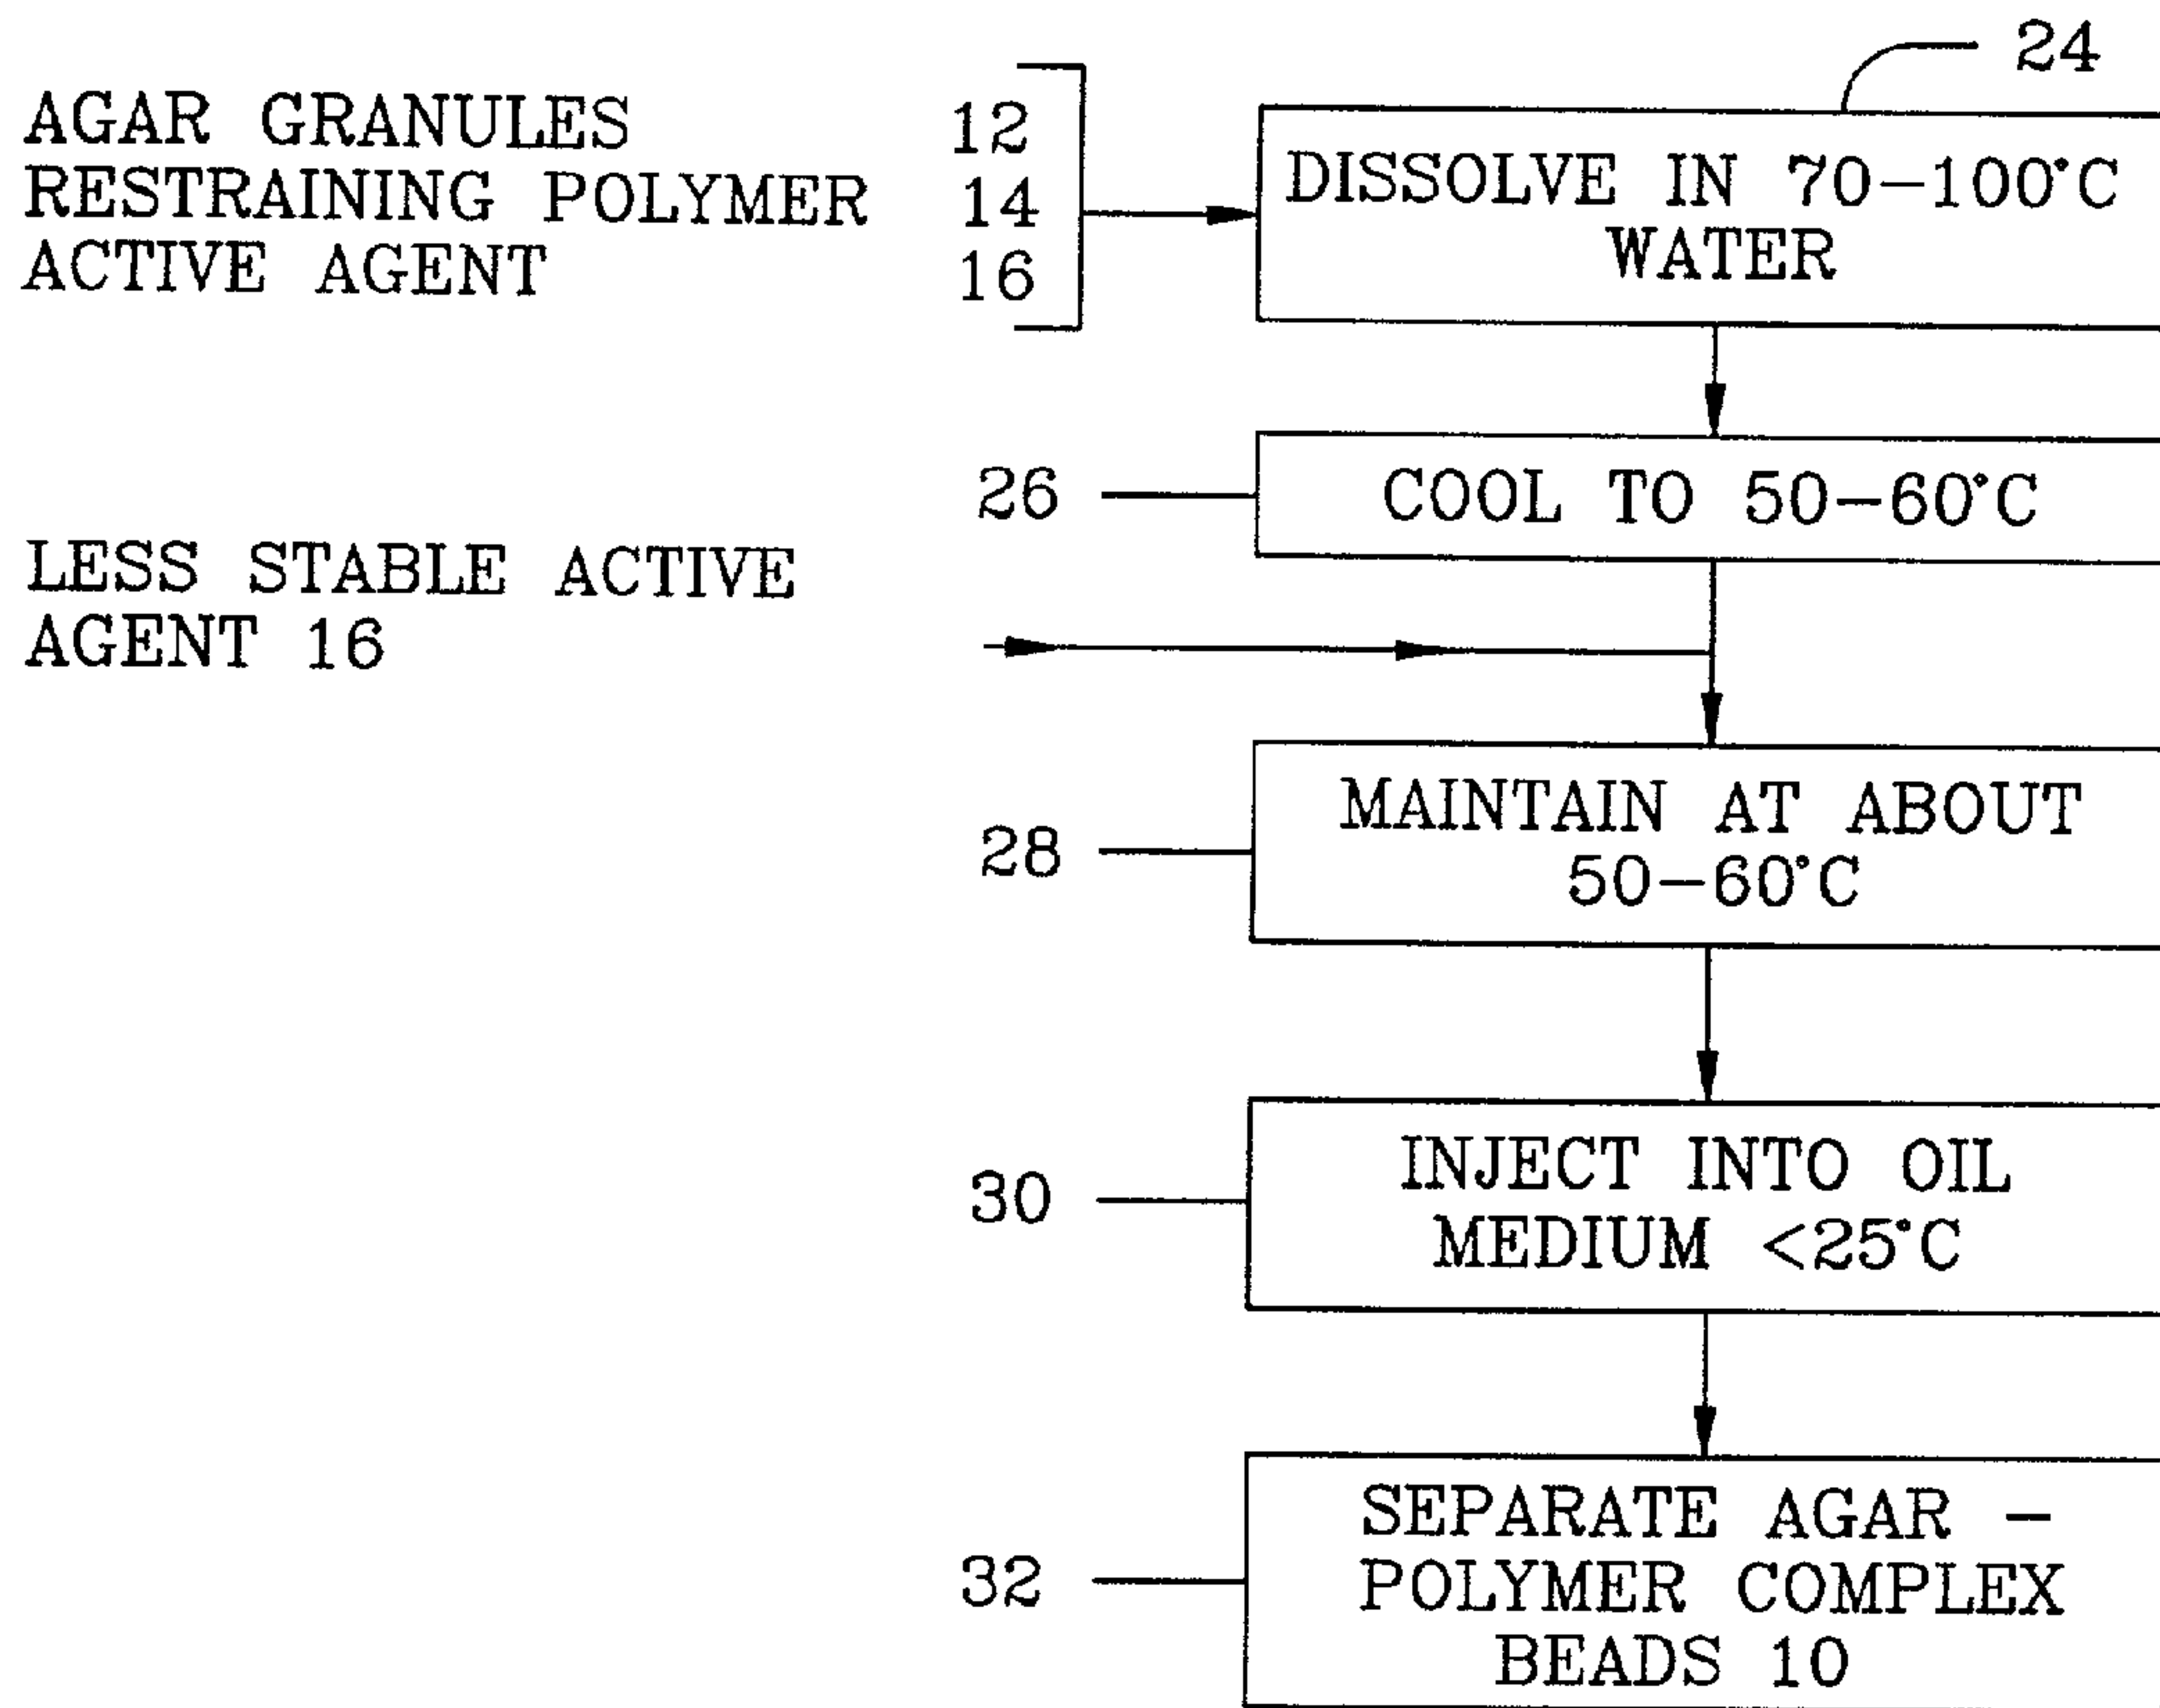 24
AGAR GRANULES 12
RESTRAINING POLYMER 14
ACTIVE AGENT 16
DISSOLVE IN 70-100°C
WATER
26
COOL TO 50-60°C
LESS STABLE ACTIVE
AGENT 16
28
MAINTAIN AT ABOUT
50-60°C
30
INJECT INTO OIL
MEDIUM <25°C
32
SEPARATE AGAR -
POLYMER COMPLEX
BEADS 10